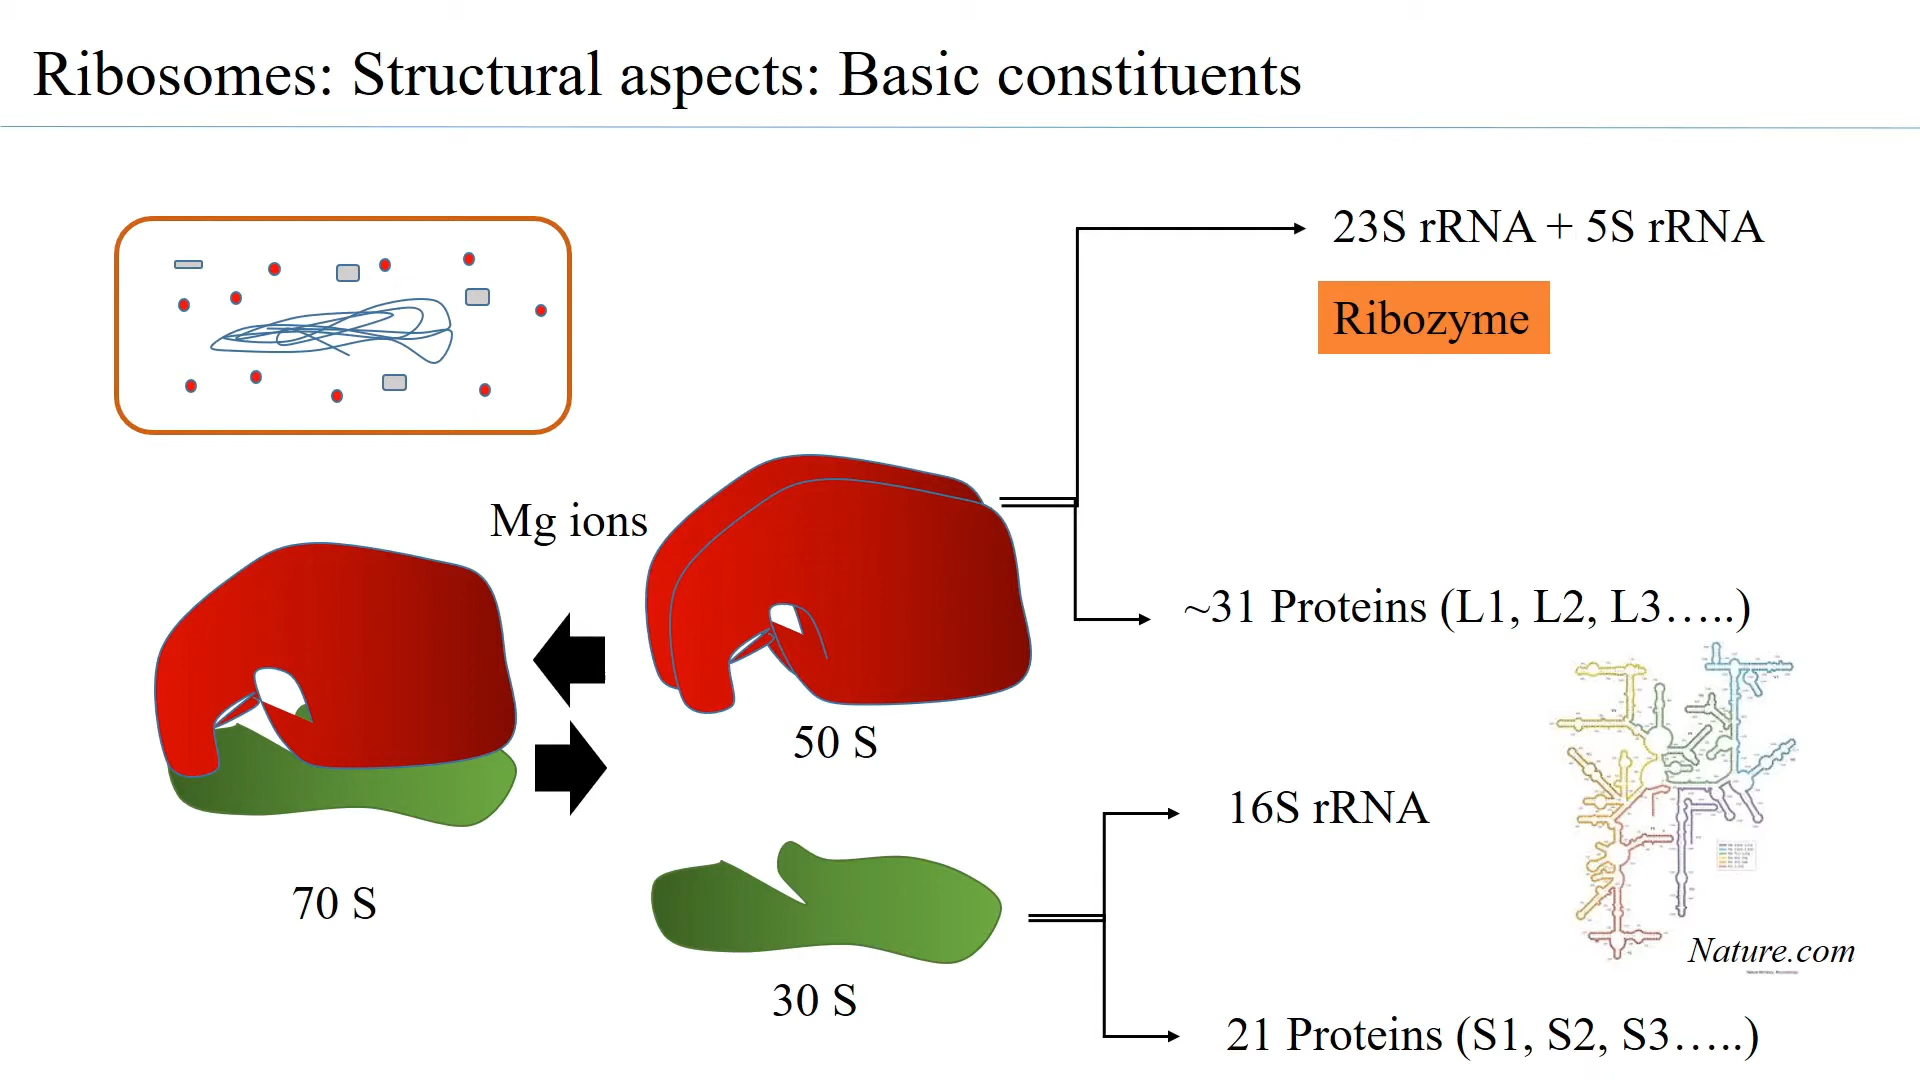 Ribosomes: Structural aspects: Basic constituents
23S rRNA + 5S rRNA
Ribozyme
Mg ions
~31 Proteins (L1, L2, L3…..)
50 S
16S rRNA
70 S
Nature.com
30 S
21 Proteins (S1, S2, S3…..)